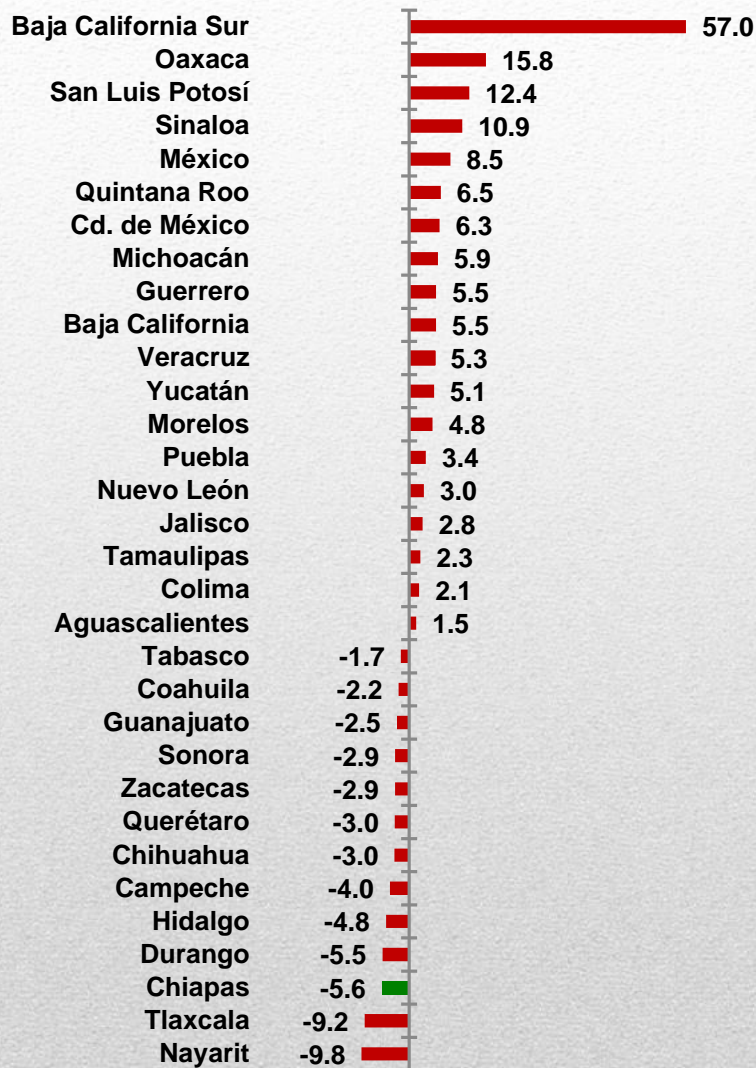 Baja California Sur 57.0
Oaxaca 15.8
San Luis Potosí 12.4
Sinaloa 10.9
México 8.5
Quintana Roo 6.5
Cd. de México 6.3
Michoacán 5.9
Guerrero 5.5
Baja California 5.5
Veracruz 5.3
Yucatán 5.1
Morelos 4.8
Puebla 3.4
Nuevo León 3.0
Jalisco 2.8
Tamaulipas 2.3
Colima 2.1
Aguascalientes 1.5
Tabasco -1.7
Coahuila -2.2
Guanajuato -2.5
Sonora -2.9
Zacatecas -2.9
Querétaro -3.0
Chihuahua -3.0
Campeche -4.0
Hidalgo -4.8
Durango -5.5
Chiapas -5.6
Tlaxcala -9.2
Nayarit -9.8